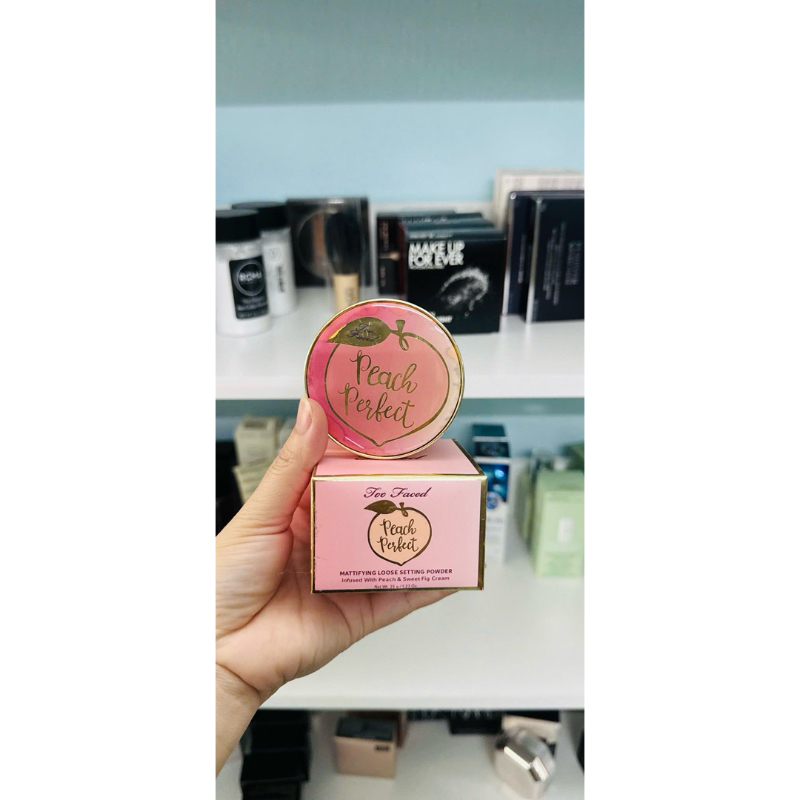 MAKE UP
FOR EVER
Peach
Perfect
Too Faced
Peach
Perfect
MATTIFYING LOOSE SETTING POWDER
Infused With Peach & Sweet Fig Cream